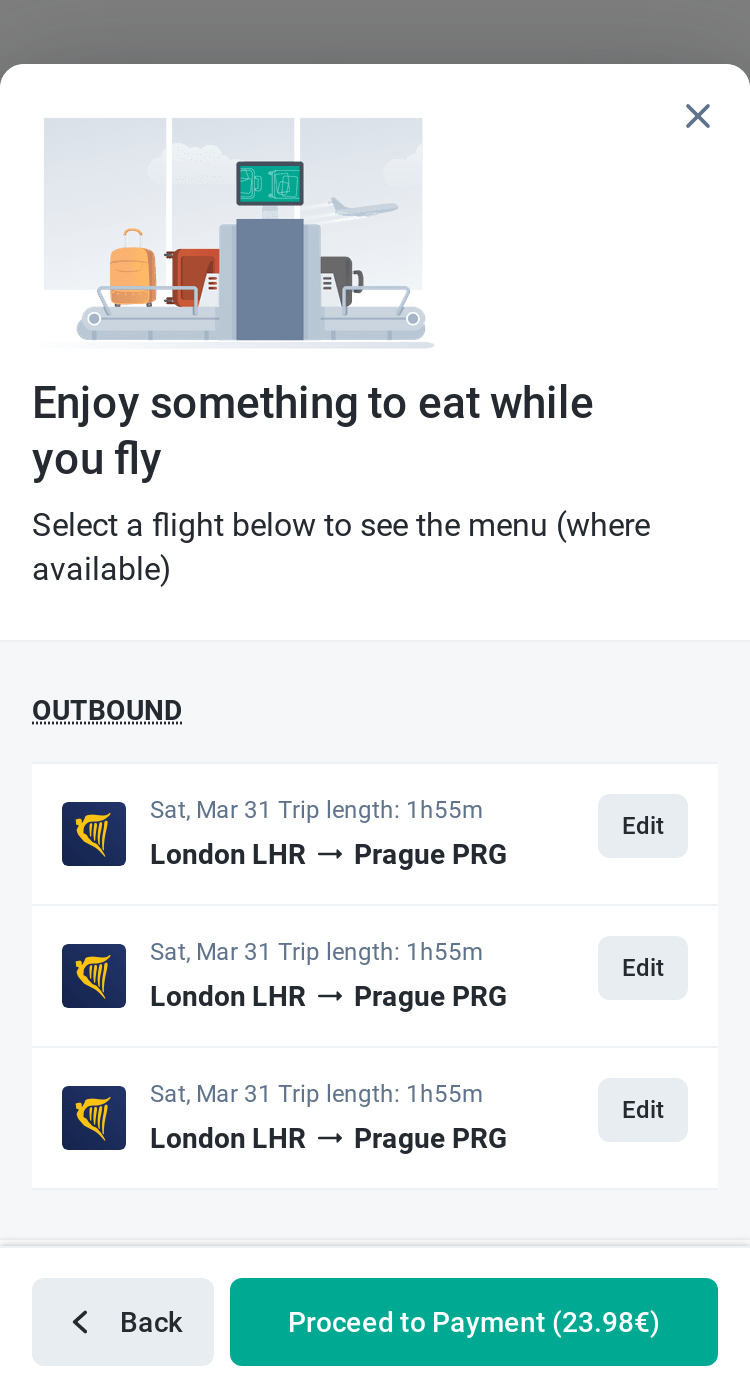 Enjoy something to eat while
you fly
Select a flight below to see the menu (where
available)
OUTBOUND
Sat, Mar 31 Trip length: 1h55m
London LHR → Prague PRG
Edit
Sat, Mar 31 Trip length: 1h55m
London LHR → Prague PRG
Edit
Sat, Mar 31 Trip length: 1h55m
London LHR → Prague PRG
Edit
Back
Proceed to Payment (23.98€)